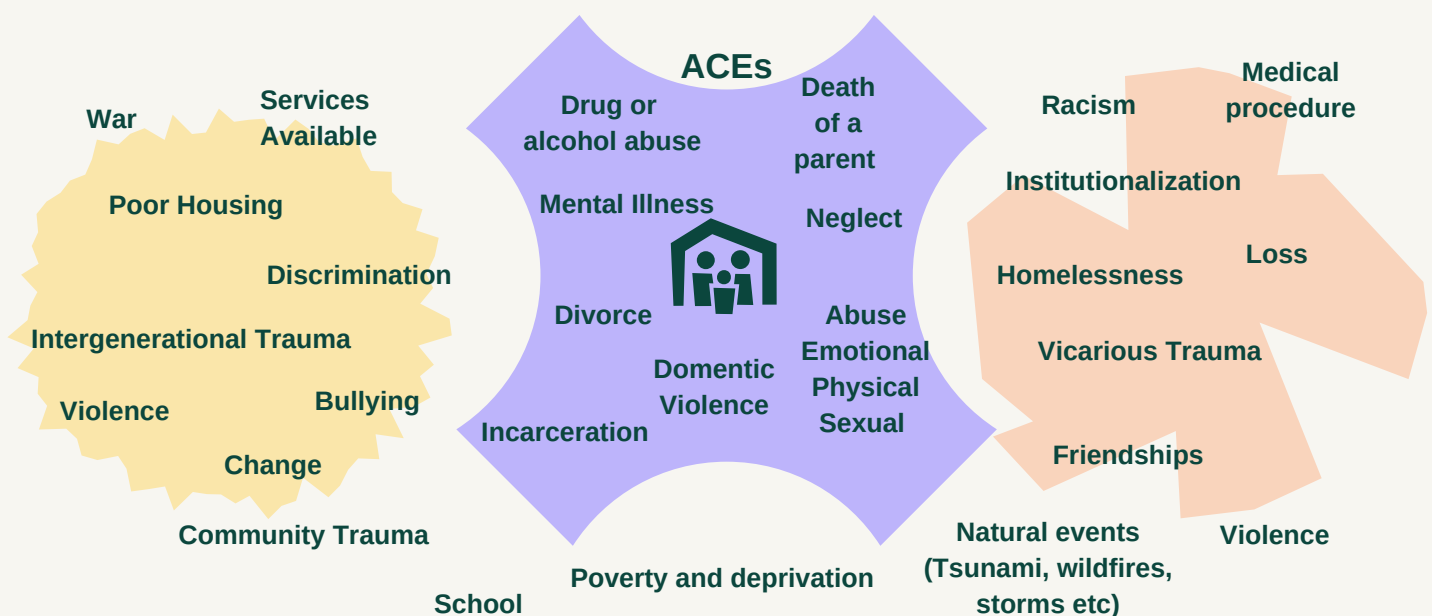 War
Services
Available
Poor Housing
Discrimination
Intergenerational Trauma
Violence
Bullying
Change
Community Trauma
School
ACEs
Drug or
alcohol abuse
Death
of a
parent
Mental Illness
Neglect
Divorce
Abuse
Emotional
Physical
Sexual
Domentic
Violence
Incarceration
Poverty and deprivation
Racism
Medical
procedure
Institutionalization
Loss
Homelessness
Vicarious Trauma
Friendships
Natural events
(Tsunami, wildfires,
storms etc)
Violence